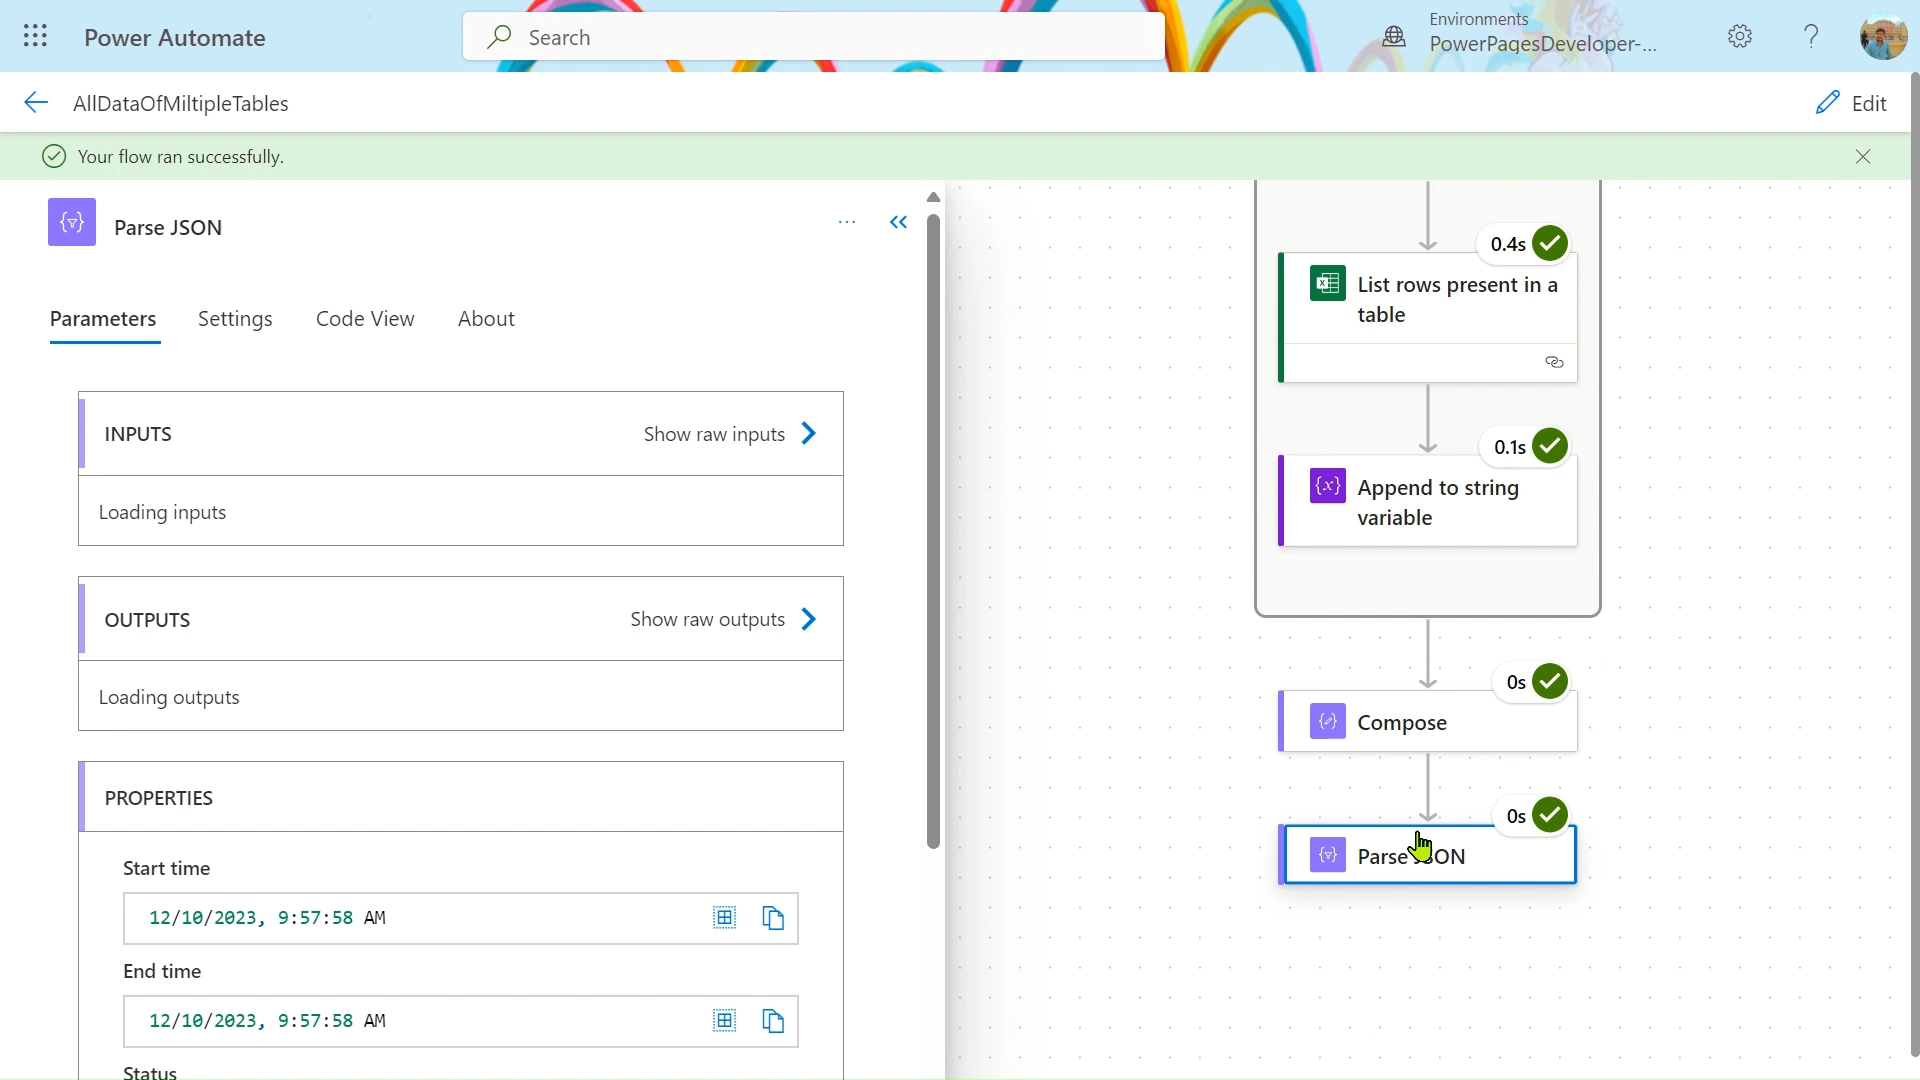 Power Automate
Search
Environments
PowerPagesDeveloper-...
AllDataOfMiltipleTables
Edit
Your flow ran successfully.
Parse JSON
Parameters
Settings
Code View
About
INPUTS
Show raw inputs
Loading inputs
OUTPUTS
Show raw outputs
Loading outputs
PROPERTIES
Start time
12/10/2023, 9:57:58 AM
End time
12/10/2023, 9:57:58 AM
Status
0.4s
List rows present in a
table
0.1s
Append to string
variable
0s
Compose
0s
Parse JSON